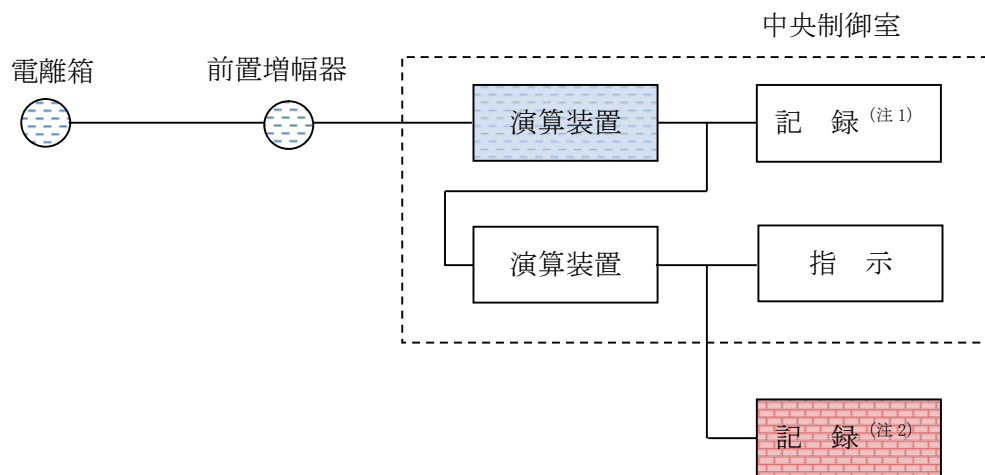 中央制御室
電離箱
前置増幅器
演算装置
記 録 (注1)
演算装置
指 示
記 録 (注2)